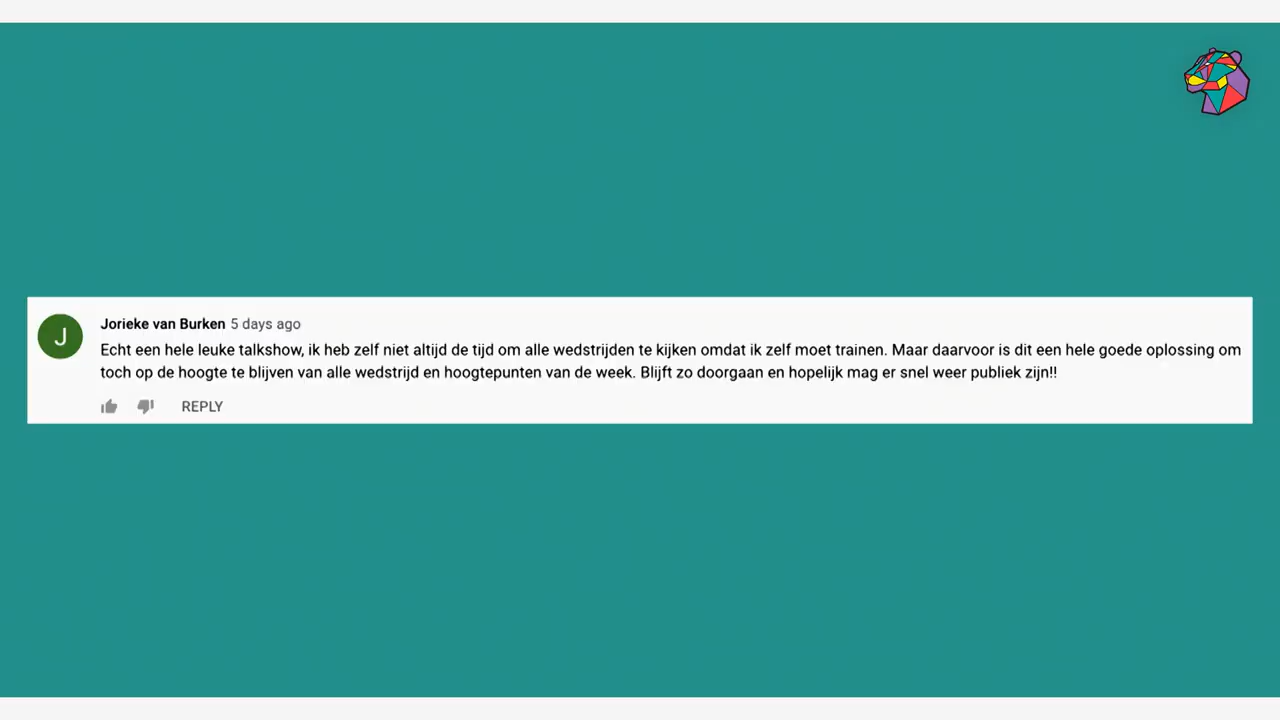 J
Jorieke van Burken 5 days ago
Echt een hele leuke talkshow, ik heb zelf niet altijd de tijd om alle wedstrijden te kijken omdat ik zelf moet trainen. Maar daarvoor is dit een hele goede oplossing om
toch op de hoogte te blijven van alle wedstrijd en hoogtepunten van de week. Blijft zo doorgaan en hopelijk mag er snel weer publiek zijn!!
REPLY